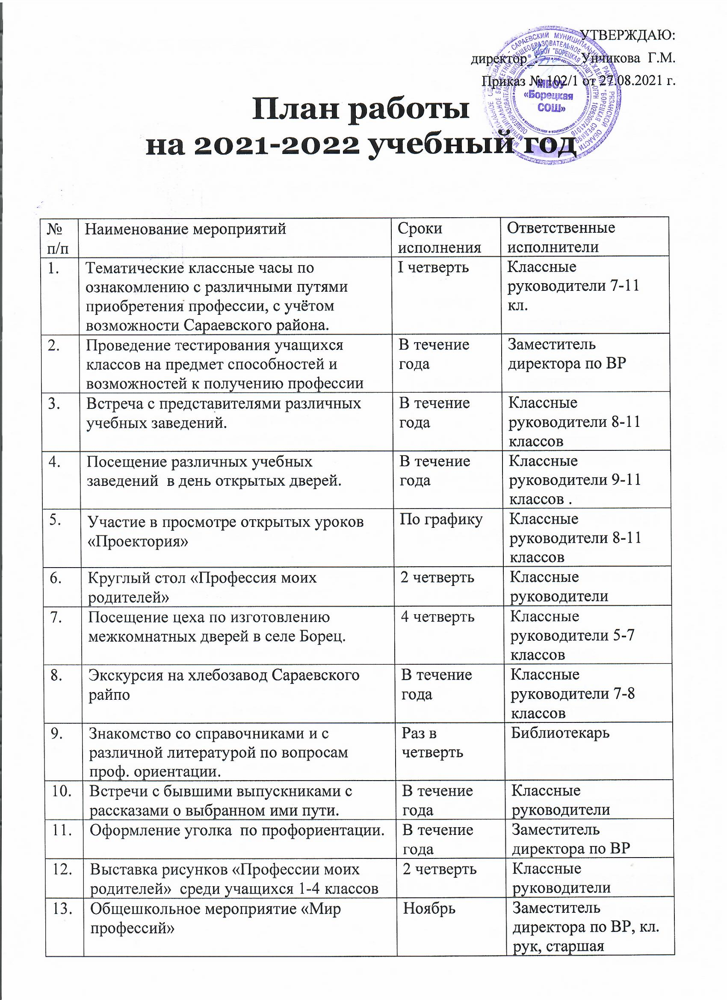 УТВЕРЖДАЮ:
директор_ _______Унчикова Г.М.
Приказ № 102/1 от 27.08.2021 г.
МБОУ
«Борецкая
СОШ»
План работы
на 2021-2022 учебный год
№
п/п
Наименование мероприятий
Сроки
исполнения
Ответственные
исполнители
1.
Тематические классные часы по
ознакомлению с различными путями
приобретения профессии, с учётом
возможности Сараевского района.
I четверть
Классные
руководители 7-11
кл.
2.
Проведение тестирования учащихся
классов на предмет способностей и
возможностей к получению профессии
В течение
года
Заместитель
директора по ВР
3.
Встреча с представителями различных
учебных заведений.
В течение
года
Классные
руководители 8-11
классов
4.
Посещение различных учебных
заведений в день открытых дверей.
В течение
года
Классные
руководители 9-11
классов .
5.
Участие в просмотре открытых уроков
«Проектория»
По графику
Классные
руководители 8-11
классов
6.
Круглый стол «Профессия моих
родителей»
2 четверть
Классные
руководители
7.
Посещение цеха по изготовлению
межкомнатных дверей в селе Борец.
4 четверть
Классные
руководители 5-7
классов
8.
Экскурсия на хлебозавод Сараевского
райпо
В течение
года
Классные
руководители 7-8
классов
9.
Знакомство со справочниками и с
различной литературой по вопросам
проф. ориентации.
Раз в
четверть
Библиотекарь
10.
Встречи с бывшими выпускниками с
рассказами о выбранном ими пути.
В течение
года
Классные
руководители
11.
Оформление уголка по профориентации.
В течение
года
Заместитель
директора по ВР
12.
Выставка рисунков «Профессии моих
родителей» среди учащихся 1-4 классов
2 четверть
Классные
руководители
13.
Общешкольное мероприятие «Мир
профессий»
Ноябрь
Заместитель
директора по ВР, кл.
рук, старшая